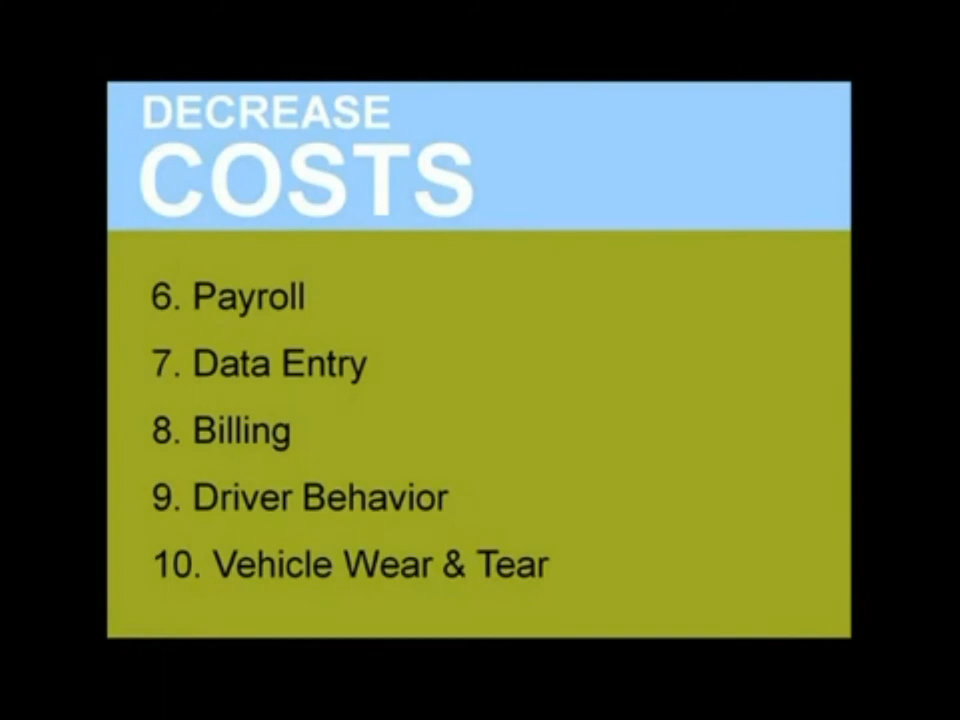 DECREASE
COSTS
6. Payroll
7. Data Entry
8. Billing
9. Driver Behavior
10. Vehicle Wear & Tear